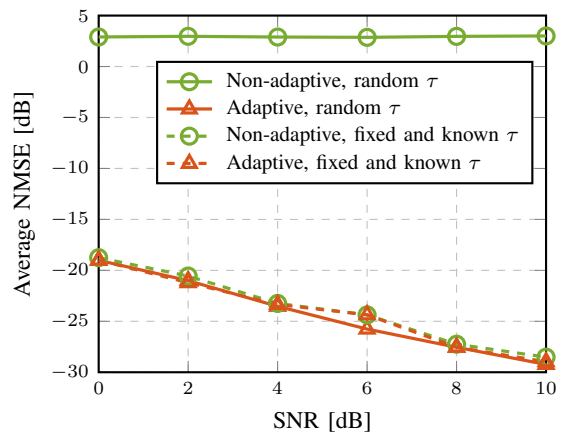 5
0
−5
−10
−15
−20
−25
−30
0
2
4
6
8
10
SNR [dB]
Average NMSE [dB]
Non-adaptive, random τ
Adaptive, random τ
Non-adaptive, fixed and known τ
Adaptive, fixed and known τ